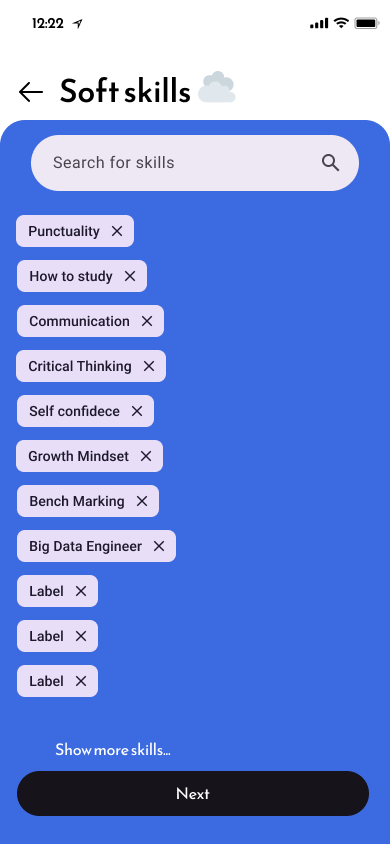 12:22
Soft skills
Search for skills
Punctuality
How to study
Communication
Critical Thinking
Self confidece
Growth Mindset
Bench Marking
Big Data Engineer
Label
Label
Label
Show more skills...
Next